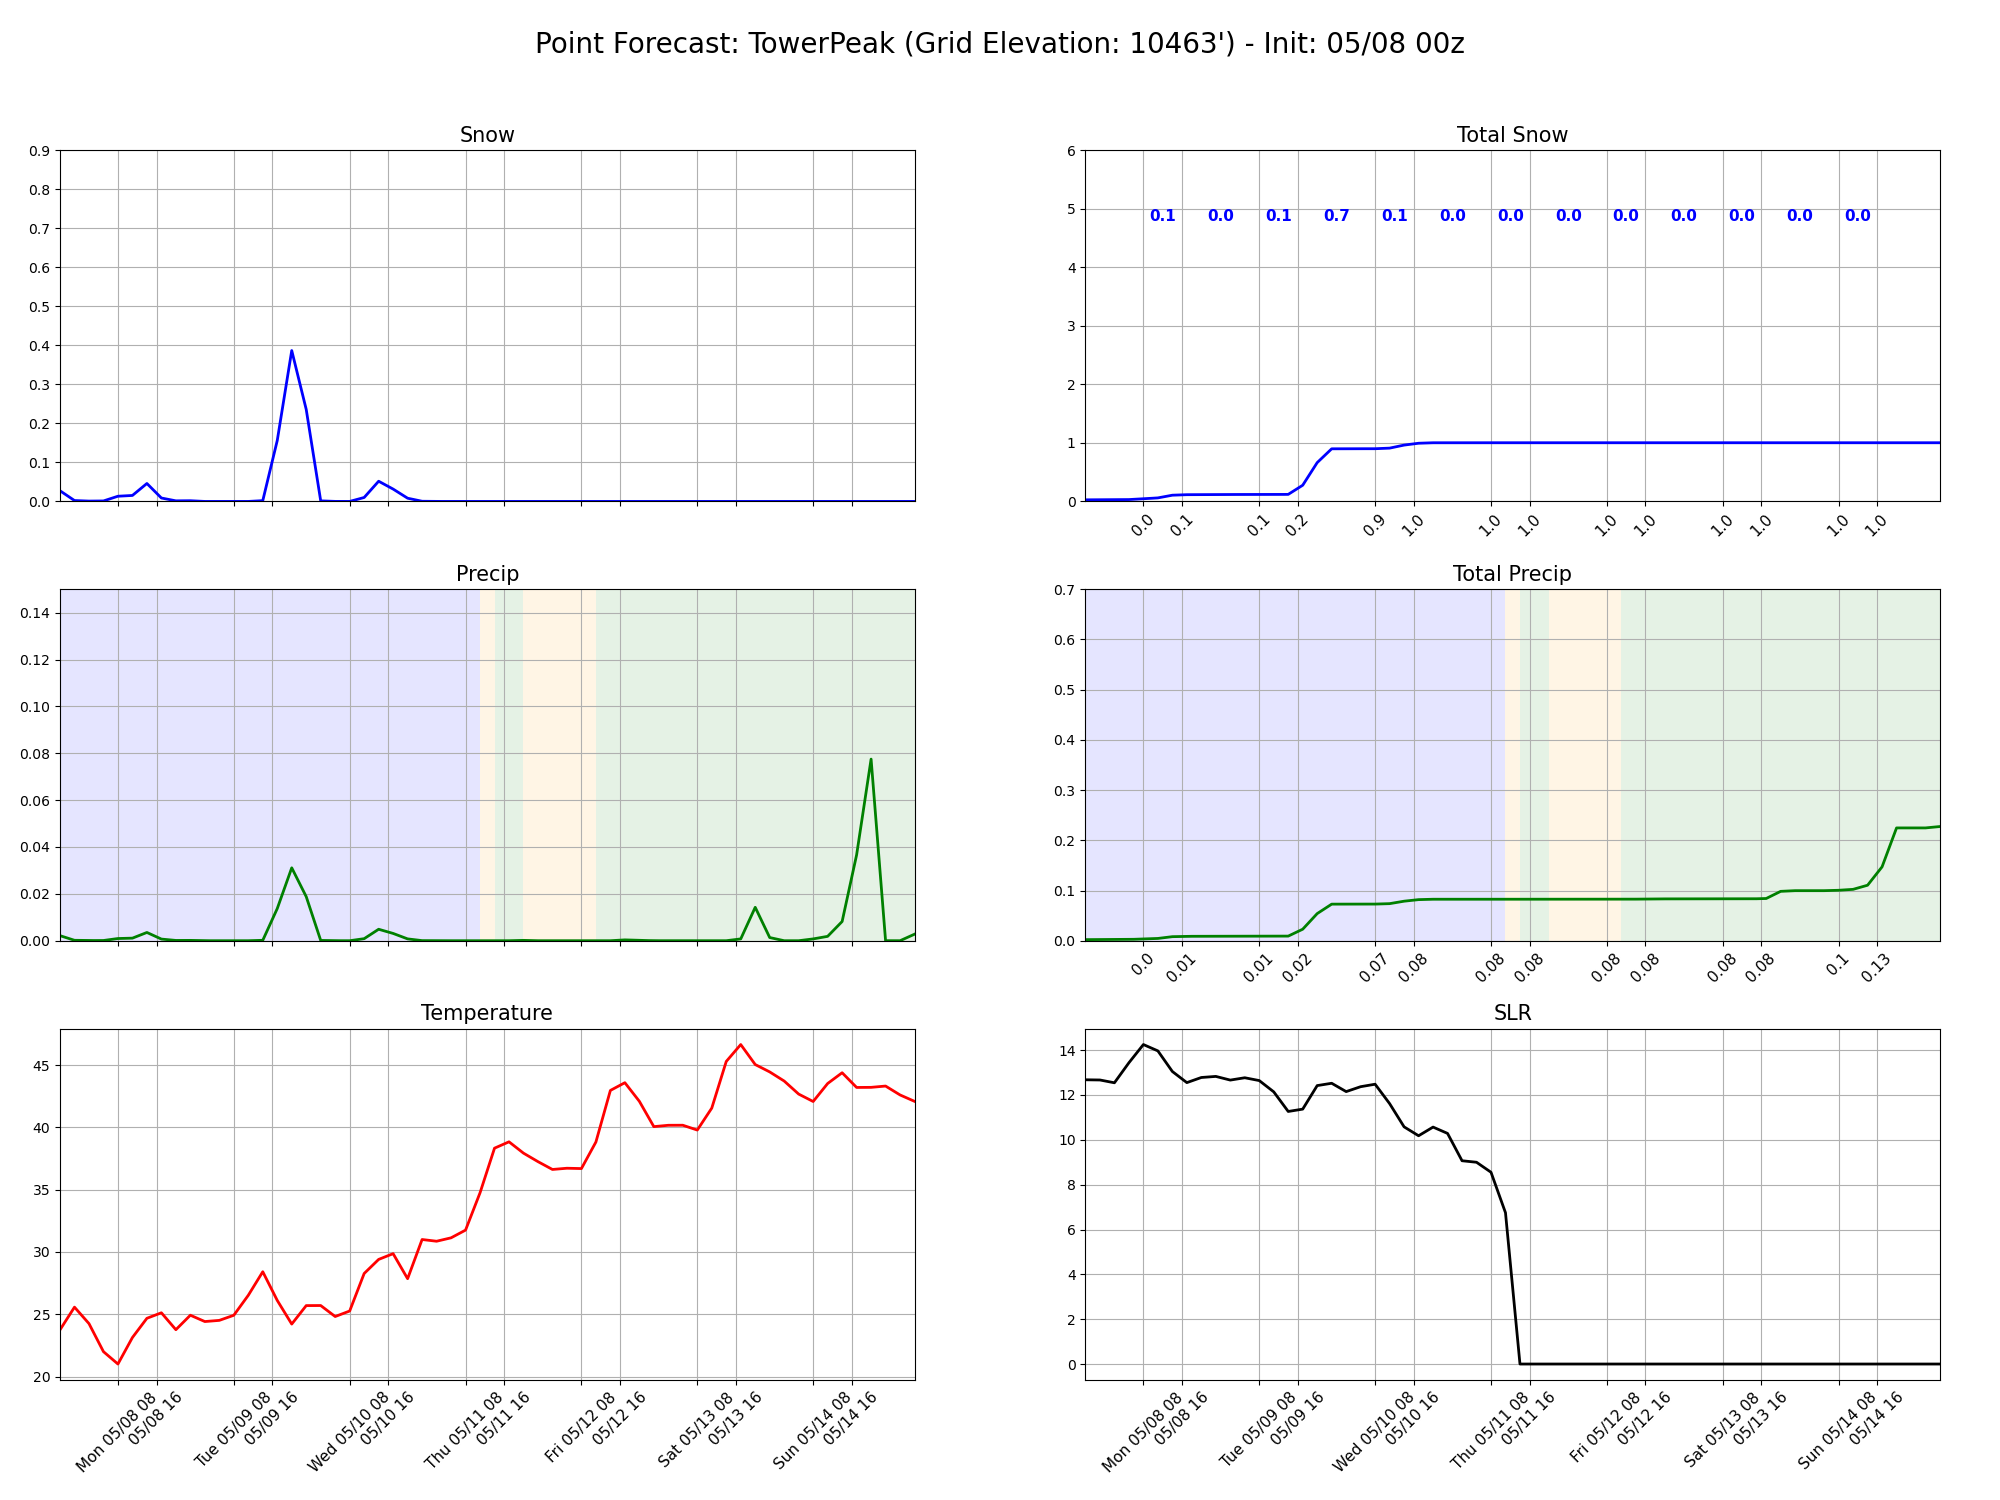 Point Forecast: TowerPeak (Grid Elevation: 10463') - Init: 05/08 00z
Snow
0.9
0.8
0.7
0.6
0.5
0.4
0.3
0.2
0.1
0.0
Total Snow
6
5
4
3
2
1
0
0.1 0.0 0.1 0.7 0.1 0.0 0.0 0.0 0.0 0.0 0.0 0.0 0.0
0.0 0.1 0.1 0.2 0.9 1.0 1.0 1.0 1.0 1.0 1.0 1.0 1.0 1.0
Precip
0.14
0.12
0.10
0.08
0.06
0.04
0.02
0.00
Total Precip
0.7
0.6
0.5
0.4
0.3
0.2
0.1
0.0
0.0 0.01 0.01 0.02 0.07 0.08 0.08 0.08 0.08 0.08 0.08 0.08 0.1 0.13
Temperature
45
40
35
30
25
20
Mon 05/08 08
05/08 16
Tue 05/09 08
05/09 16
Wed 05/10 08
05/10 16
Thu 05/11 08
05/11 16
Fri 05/12 08
05/12 16
Sat 05/13 08
05/13 16
Sun 05/14 08
05/14 16
SLR
14
12
10
8
6
4
2
0
Mon 05/08 08
05/08 16
Tue 05/09 08
05/09 16
Wed 05/10 08
05/10 16
Thu 05/11 08
05/11 16
Fri 05/12 08
05/12 16
Sat 05/13 08
05/13 16
Sun 05/14 08
05/14 16